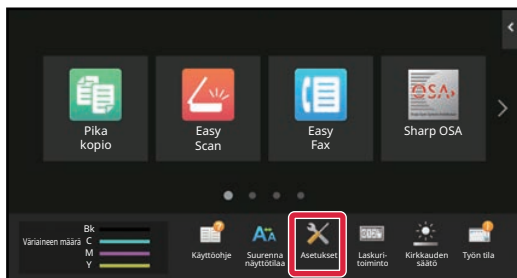 Pika
kopio
Easy
Scan
Easy
Fax
OSA
Sharp OSA
Väriaineen määrä
Bk
C
M
Y
Käyttöohje
Suurenna
näyttötilaa
Asetukset
Laskuri-
toiminto
Kirkkauden
säätö
Työn tila